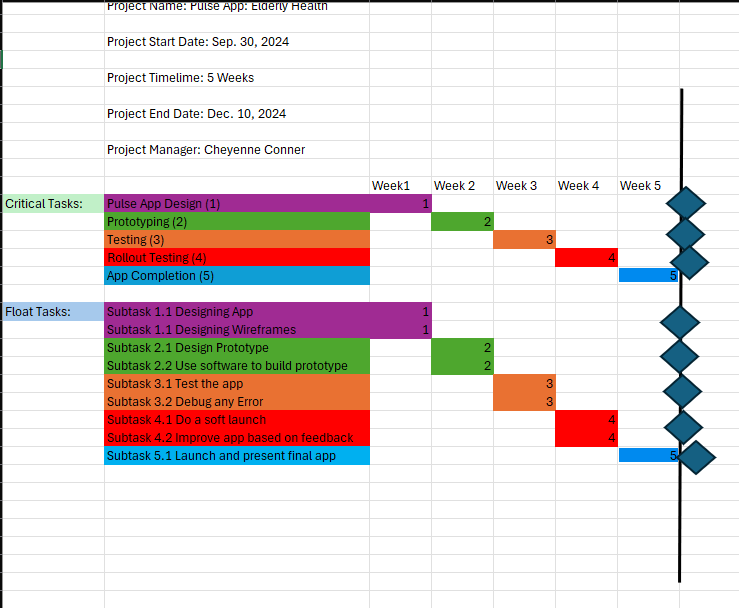 Project Name: Pulse App: Elderly Health
Project Start Date: Sep. 30, 2024
Project Timelime: 5 Weeks
Project End Date: Dec. 10, 2024
Project Manager: Cheyenne Conner
Week1 Week 2 Week 3 Week 4 Week 5
Critical Tasks: Pulse App Design (1) 1
Prototyping (2) 2
Testing (3) 3
Rollout Testing (4) 4
App Completion (5) 5
Float Tasks: Subtask 1.1 Designing App 1
Subtask 1.1 Designing Wireframes 1
Subtask 2.1 Design Prototype 2
Subtask 2.2 Use software to build prototype 2
Subtask 3.1 Test the app 3
Subtask 3.2 Debug any Error 3
Subtask 4.1 Do a soft launch 4
Subtask 4.2 Improve app based on feedback 4
Subtask 5.1 Launch and present final app 5